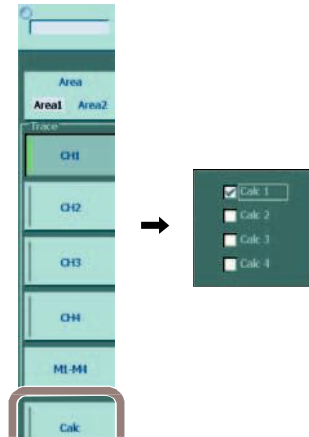 Area
Area1 Area2
Trace
CH1
CH2
CH3
CH4
M1-M4
Calc
Calc 1
Calc 2
Calc 3
Calc 4